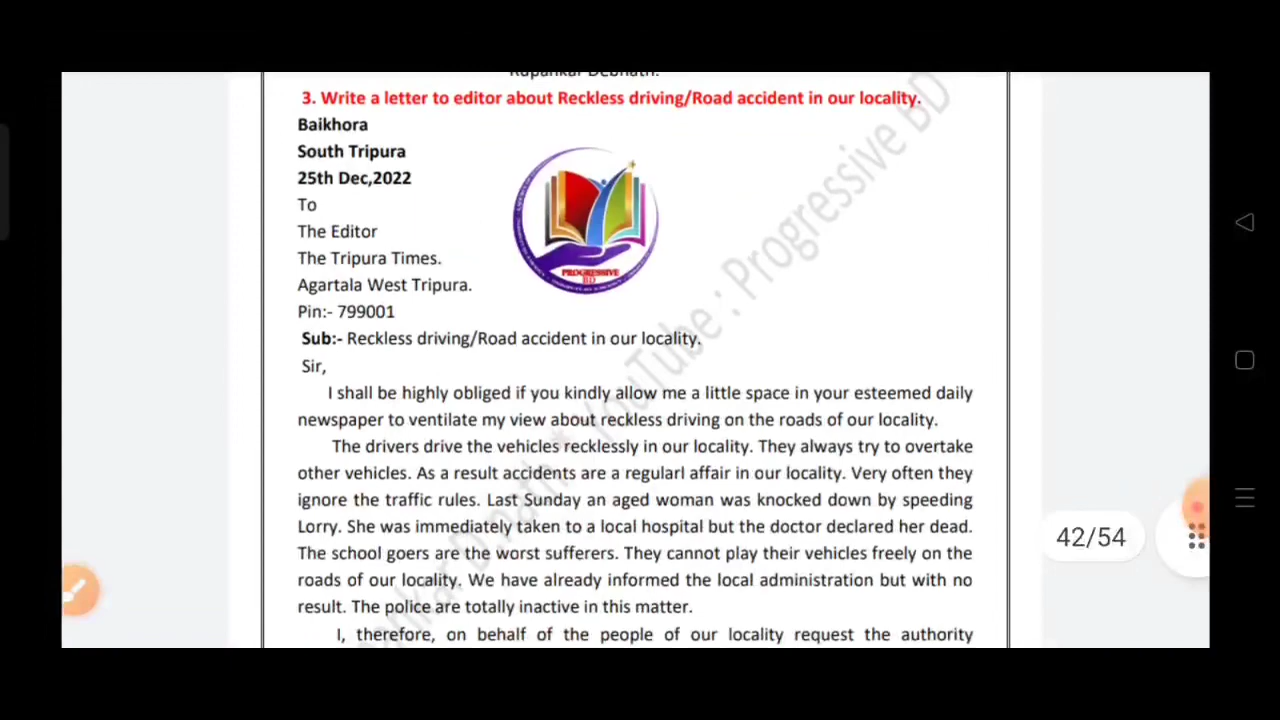 Rupankar Debnath.
3. Write a letter to editor about Reckless driving/Road accident in our locality.
Baikhora
South Tripura
25th Dec,2022
To
The Editor
The Tripura Times.
Agartala West Tripura.
Pin:- 799001
Sub:- Reckless driving/Road accident in our locality.
Sir,
I shall be highly obliged if you kindly allow me a little space in your esteemed daily
newspaper to ventilate my view about reckless driving on the roads of our locality.
The drivers drive the vehicles recklessly in our locality. They always try to overtake
other vehicles. As a result accidents are a regularl affair in our locality. Very often they
ignore the traffic rules. Last Sunday an aged woman was knocked down by speeding
Lorry. She was immediately taken to a local hospital but the doctor declared her dead.
The school goers are the worst sufferers. They cannot play their vehicles freely on the
roads of our locality. We have already informed the local administration but with no
result. The police are totally inactive in this matter.
I, therefore, on behalf of the people of our locality request the authority
PROGRESSIVE
BD
YouTube : Progressive BD
42/54